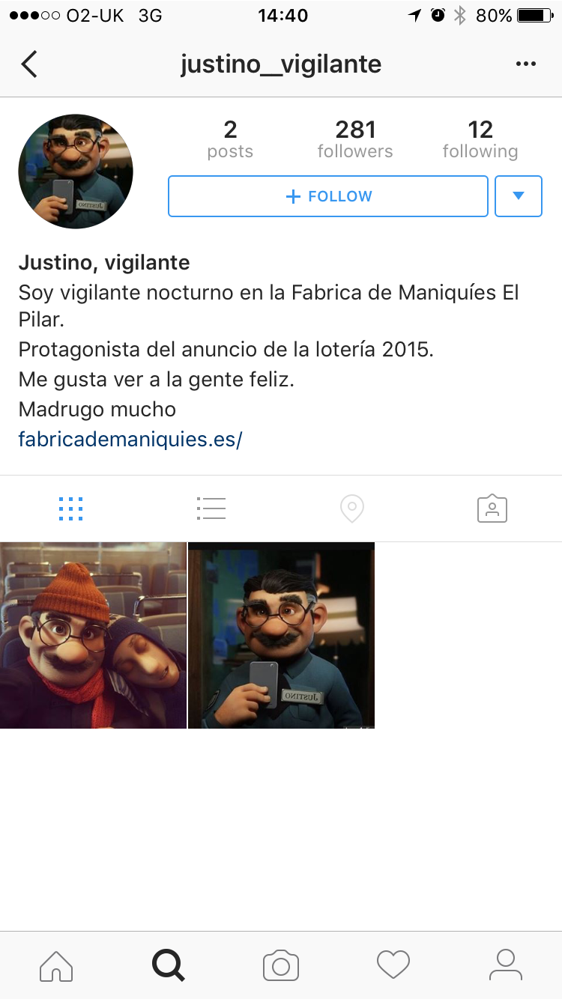 O2-UK 3G 14:40 80%
justino__vigilante
2 281 12
posts followers following
+ FOLLOW
Justino, vigilante
Soy vigilante nocturno en la Fabrica de Maniquíes El
Pilar.
Protagonista del anuncio de la lotería 2015.
Me gusta ver a la gente feliz.
Madrugo mucho
fabricademaniquies.es/
JUSTINO
JUSTINO